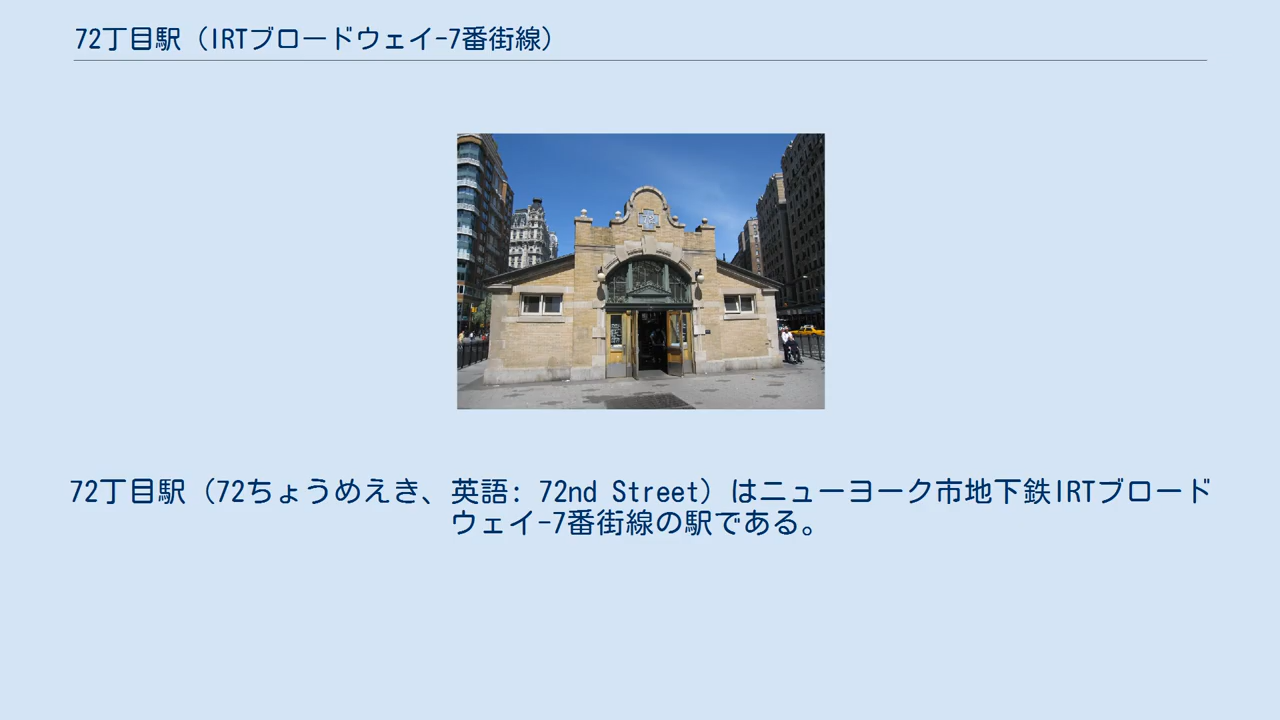 72丁目駅（IRTブロードウェイ-7番街線）
72丁目駅（72ちょうめえき、英語: 72nd Street）はニューヨーク市地下鉄IRTブロード
ウェイ-7番街線の駅である。